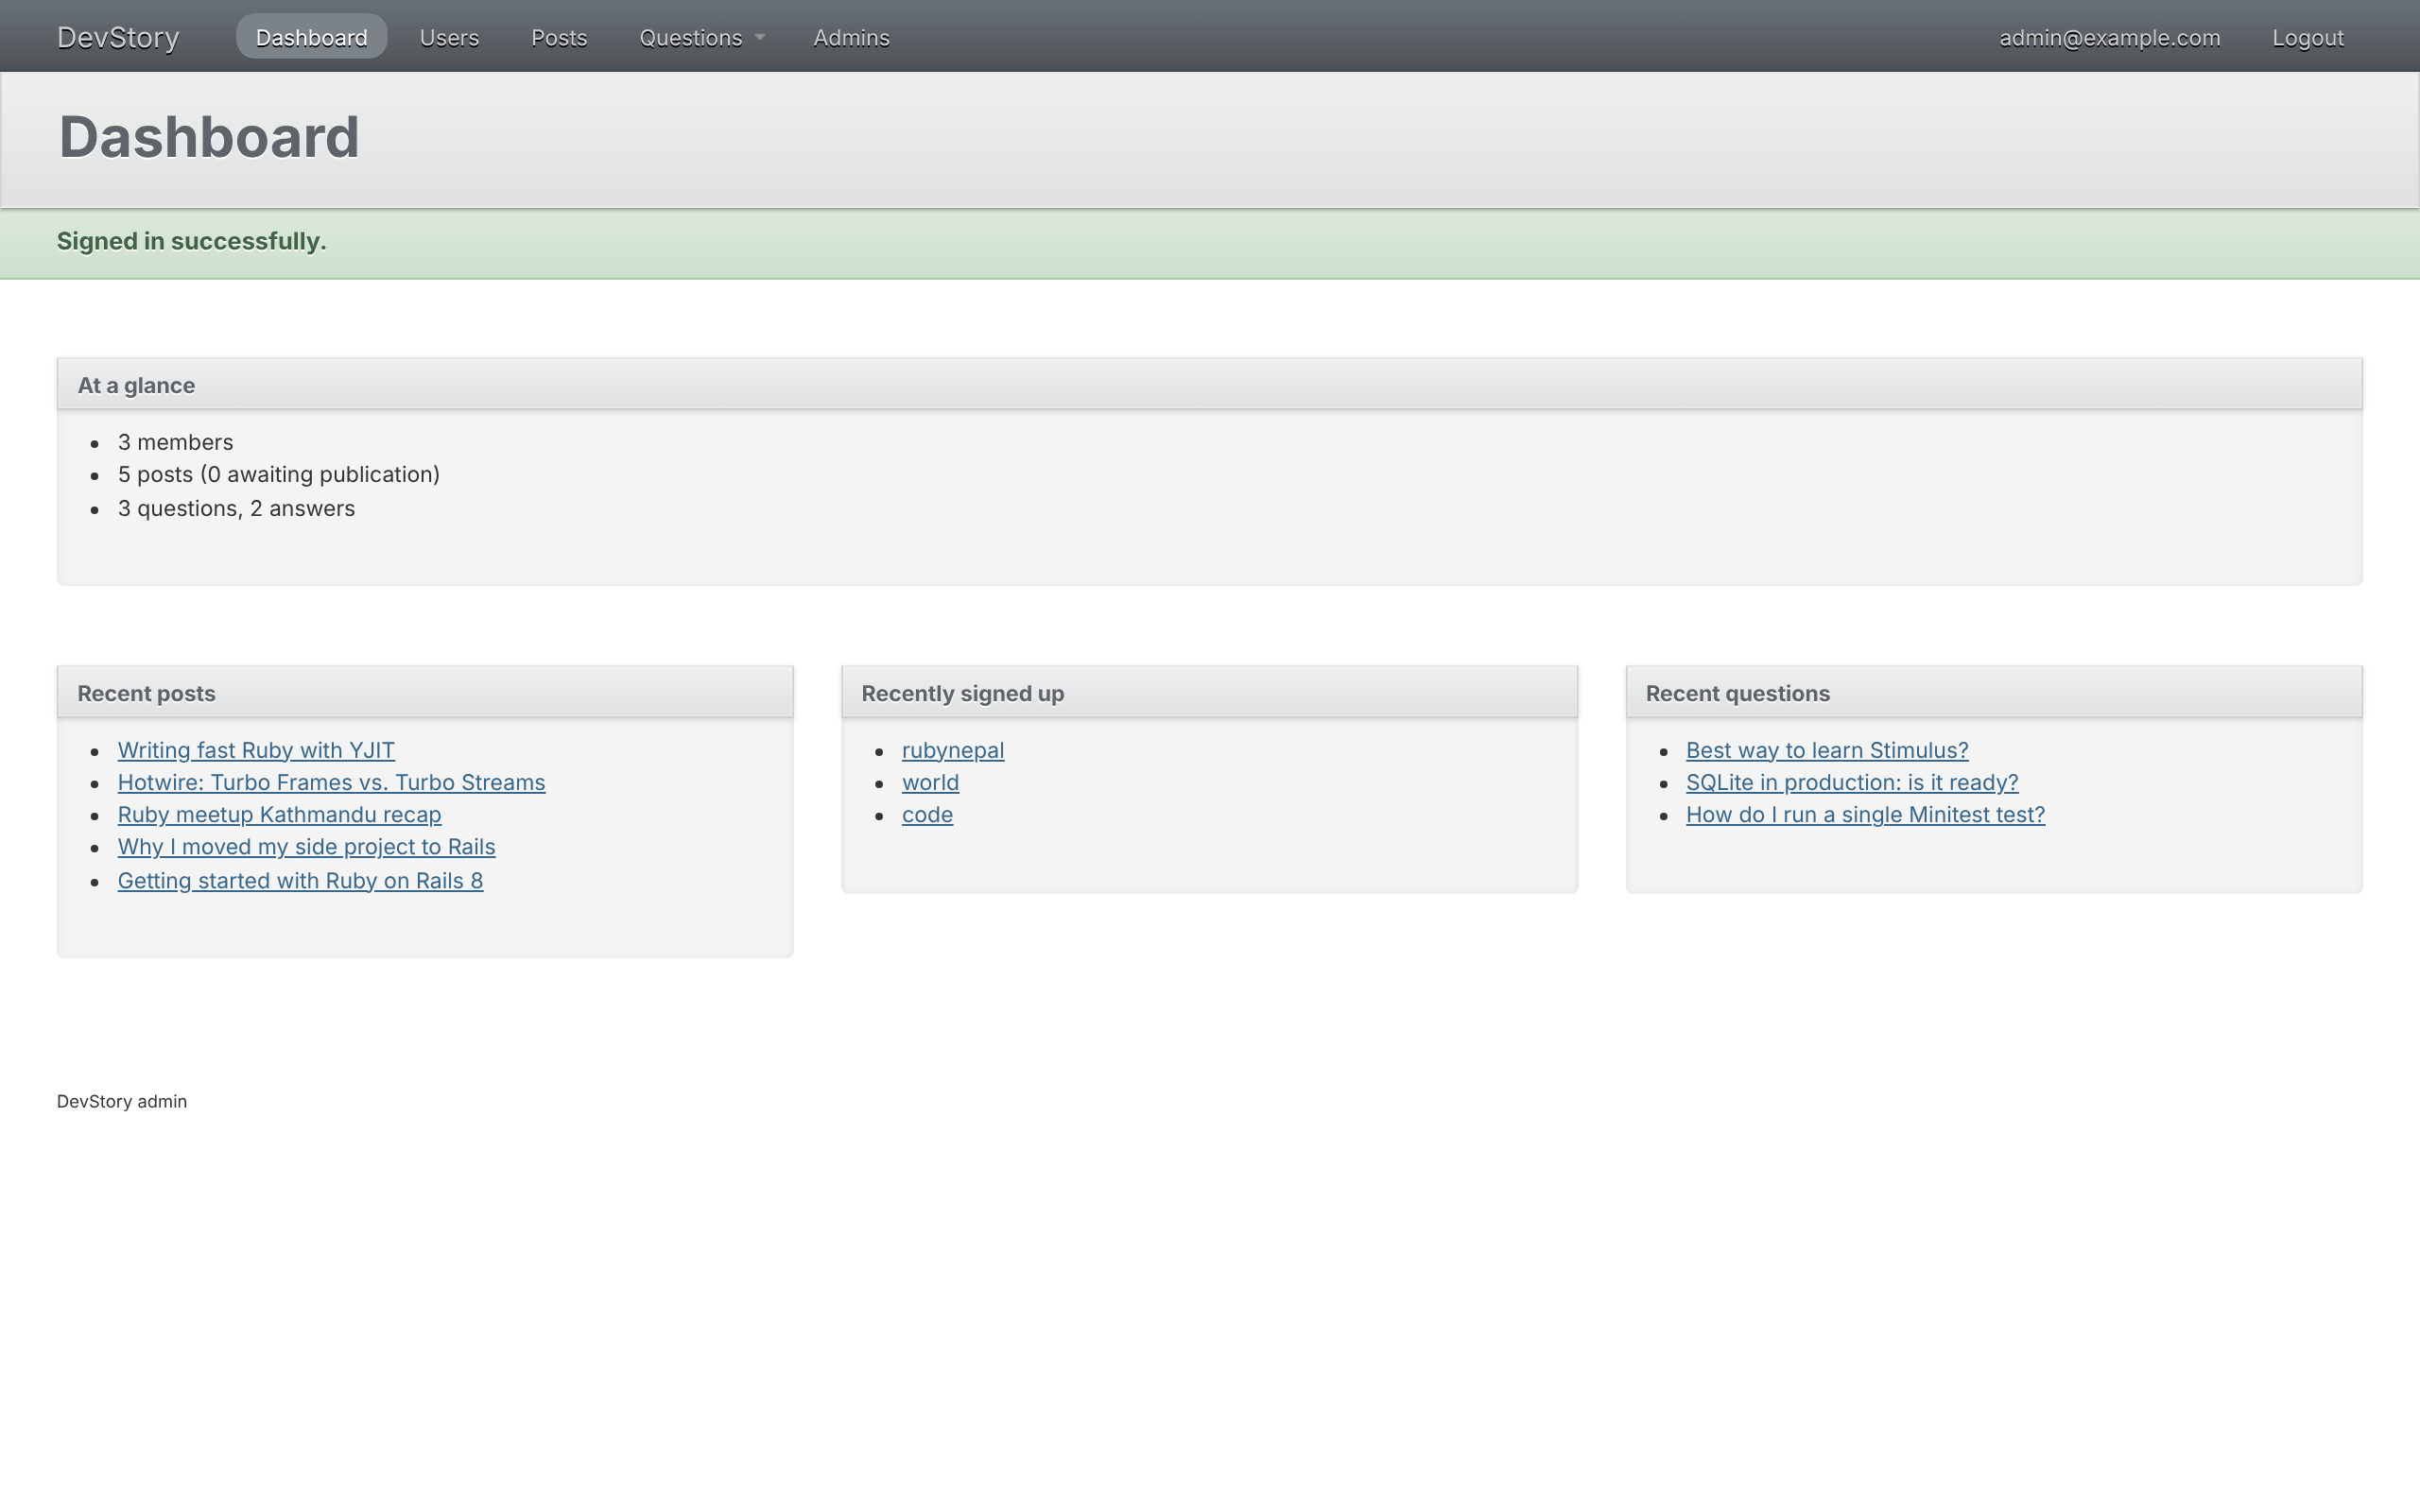 DevStory Dashboard Users Posts Questions Admins admin@example.com Logout
Dashboard
Signed in successfully.
At a glance
3 members
5 posts (0 awaiting publication)
3 questions, 2 answers
Recent posts
Writing fast Ruby with YJIT
Hotwire: Turbo Frames vs. Turbo Streams
Ruby meetup Kathmandu recap
Why I moved my side project to Rails
Getting started with Ruby on Rails 8
Recently signed up
rubynepal
world
code
Recent questions
Best way to learn Stimulus?
SQLite in production: is it ready?
How do I run a single Minitest test?
DevStory admin